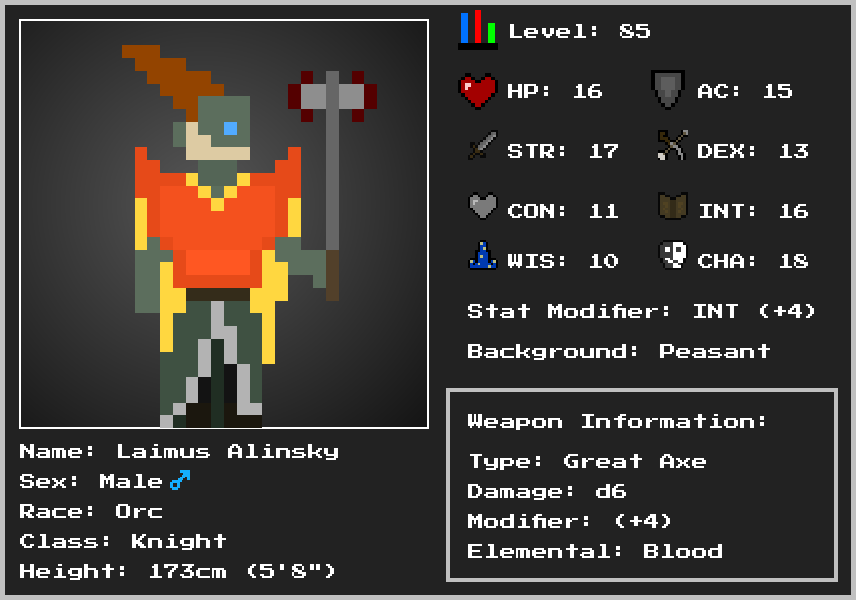 Level: 85
HP: 16 AC: 15
STR: 17 DEX: 13
CON: 11 INT: 16
WIS: 10 CHA: 18
Stat Modifier: INT (+4)
Background: Peasant
Weapon Information:
Type: Great Axe
Damage: d6
Modifier: (+4)
Elemental: Blood
Name: Laimus Alinsky
Sex: Male♂
Race: Orc
Class: Knight
Height: 173cm (5'8")